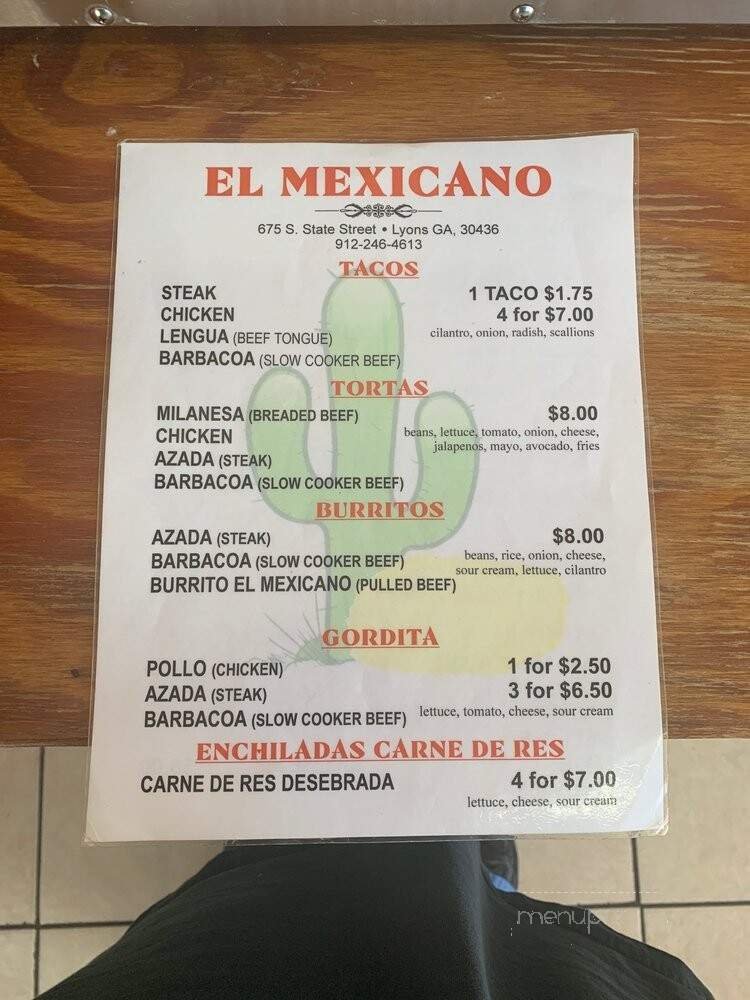 EL MEXICANO
675 S. State Street • Lyons GA, 30436
912-246-4613
TACOS
STEAK 1 TACO $1.75
CHICKEN 4 for $7.00
LENGUA (BEEF TONGUE) cilantro, onion, radish, scallions
BARBACOA (SLOW COOKER BEEF)
TORTAS
MILANESA (BREADED BEEF) $8.00
CHICKEN beans, lettuce, tomato, onion, cheese,
jalapenos, mayo, avocado, fries
AZADA (STEAK)
BARBACOA (SLOW COOKER BEEF)
BURRITOS
AZADA (STEAK) $8.00
BARBACOA (SLOW COOKER BEEF) beans, rice, onion, cheese,
sour cream, lettuce, cilantro
BURRITO EL MEXICANO (PULLED BEEF)
GORDITA
POLLO (CHICKEN) 1 for $2.50
AZADA (STEAK) 3 for $6.50
BARBACOA (SLOW COOKER BEEF) lettuce, tomato, cheese, sour cream
ENCHILADAS CARNE DE RES
CARNE DE RES DESEBRADA 4 for $7.00
lettuce, cheese, sour cream